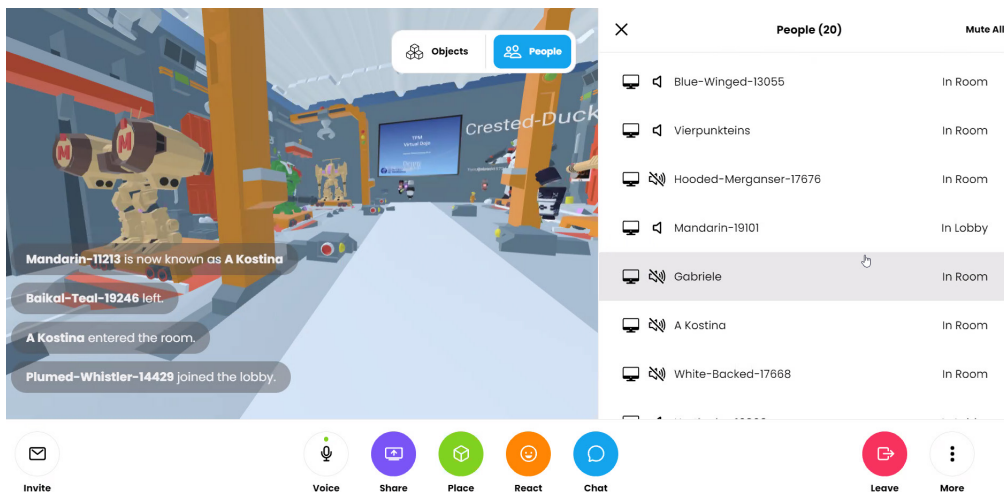 Objects
People
Crested-Duck
TPM
Virtual Dojo
M
M
Mandarin-11213 is now known as A Kostina
Baikal-Teal-19246 left.
A Kostina entered the room.
Plumed-Whistler-14429 joined the lobby.
People (20)
Mute All
Blue-Winged-13055 In Room
Vierpunkteins In Room
Hooded-Merganser-17676 In Room
Mandarin-19101 In Lobby
Gabriele In Room
A Kostina In Room
White-Backed-17668 In Room
Invite
Voice
Share
Place
React
Chat
Leave
More